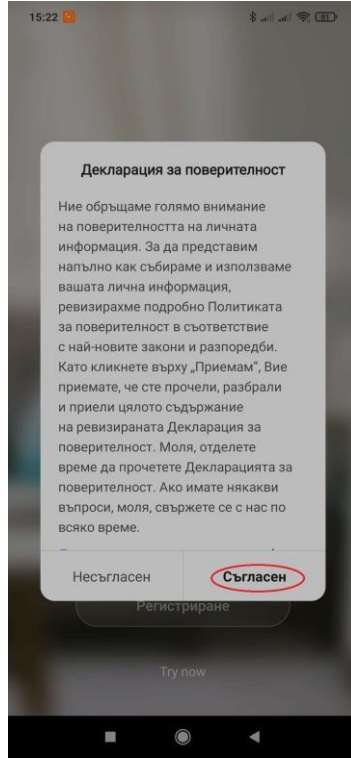 15:22
81
Декларация за поверителност
Ние обръщаме голямо внимание
на поверителността на личната
информация. За да представим
напълно как събираме и използваме
вашата лична информация,
ревизирахме подробно Политиката
за поверителност в съответствие
с най-новите закони и разпоредби.
Като кликнете върху „Приемам“, Вие
приемате, че сте прочели, разбрали
и приели цялото съдържание
на ревизираната Декларация за
поверителност. Моля, отделете
време да прочетете Декларацията за
поверителност. Ако имате някакви
въпроси, моля, свържете се с нас по
всяко време.
Несъгласен
Съгласен
Регистриране
Try now